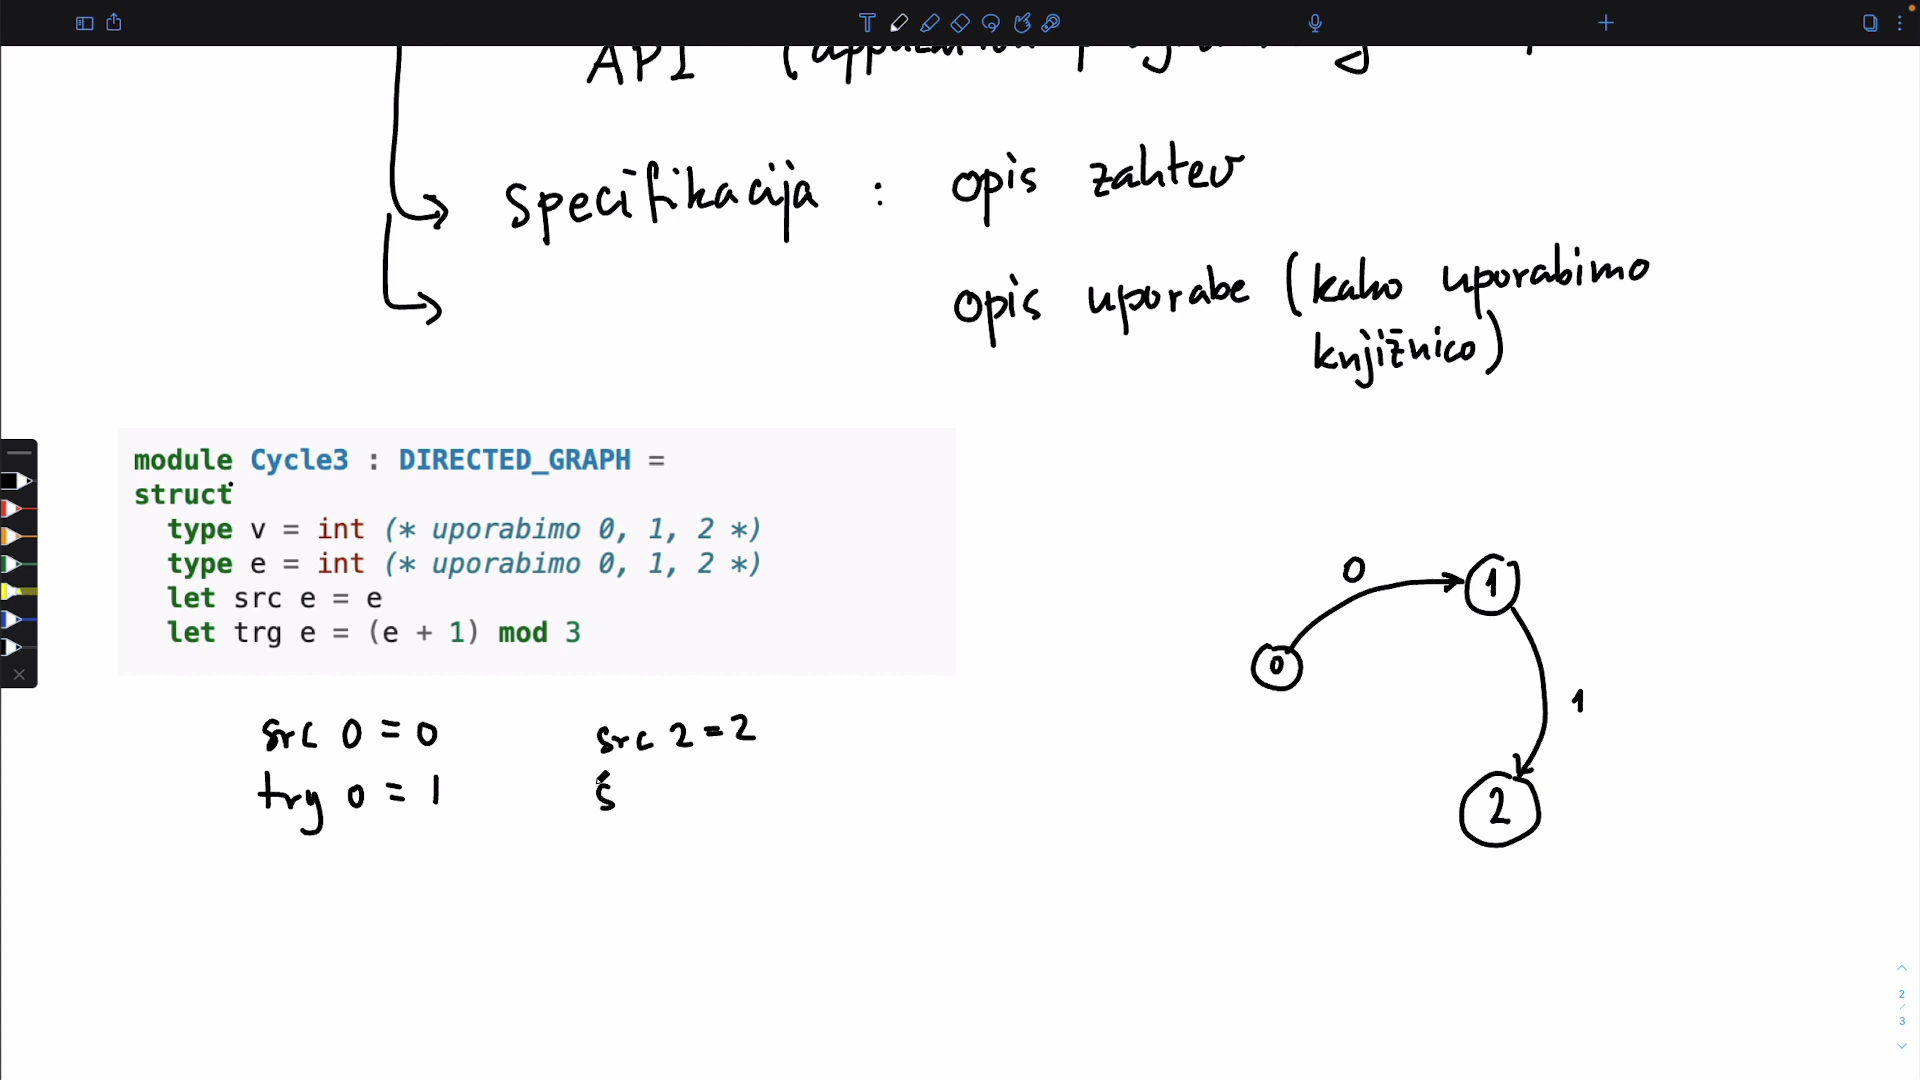 API (
specifikacija : opis zahtev
opis uporabe (kako uporabimo
knjižnico)
module Cycle3 : DIRECTED_GRAPH =
struct
type v = int (* uporabimo 0, 1, 2 *)
type e = int (* uporabimo 0, 1, 2 *)
let src e = e
let trg e = (e + 1) mod 3
0
1
0
1
2
src 0 = 0
trg 0 = 1
src 2 = 2
s
2
/
3